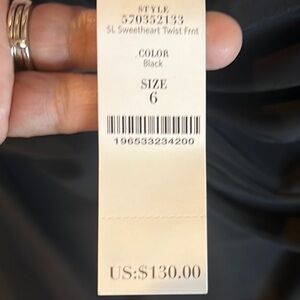 STYLE
570352133
SL Sweetheart Twist Frnt
COLOR
Black
SIZE
6
196533234200
US:$130.00